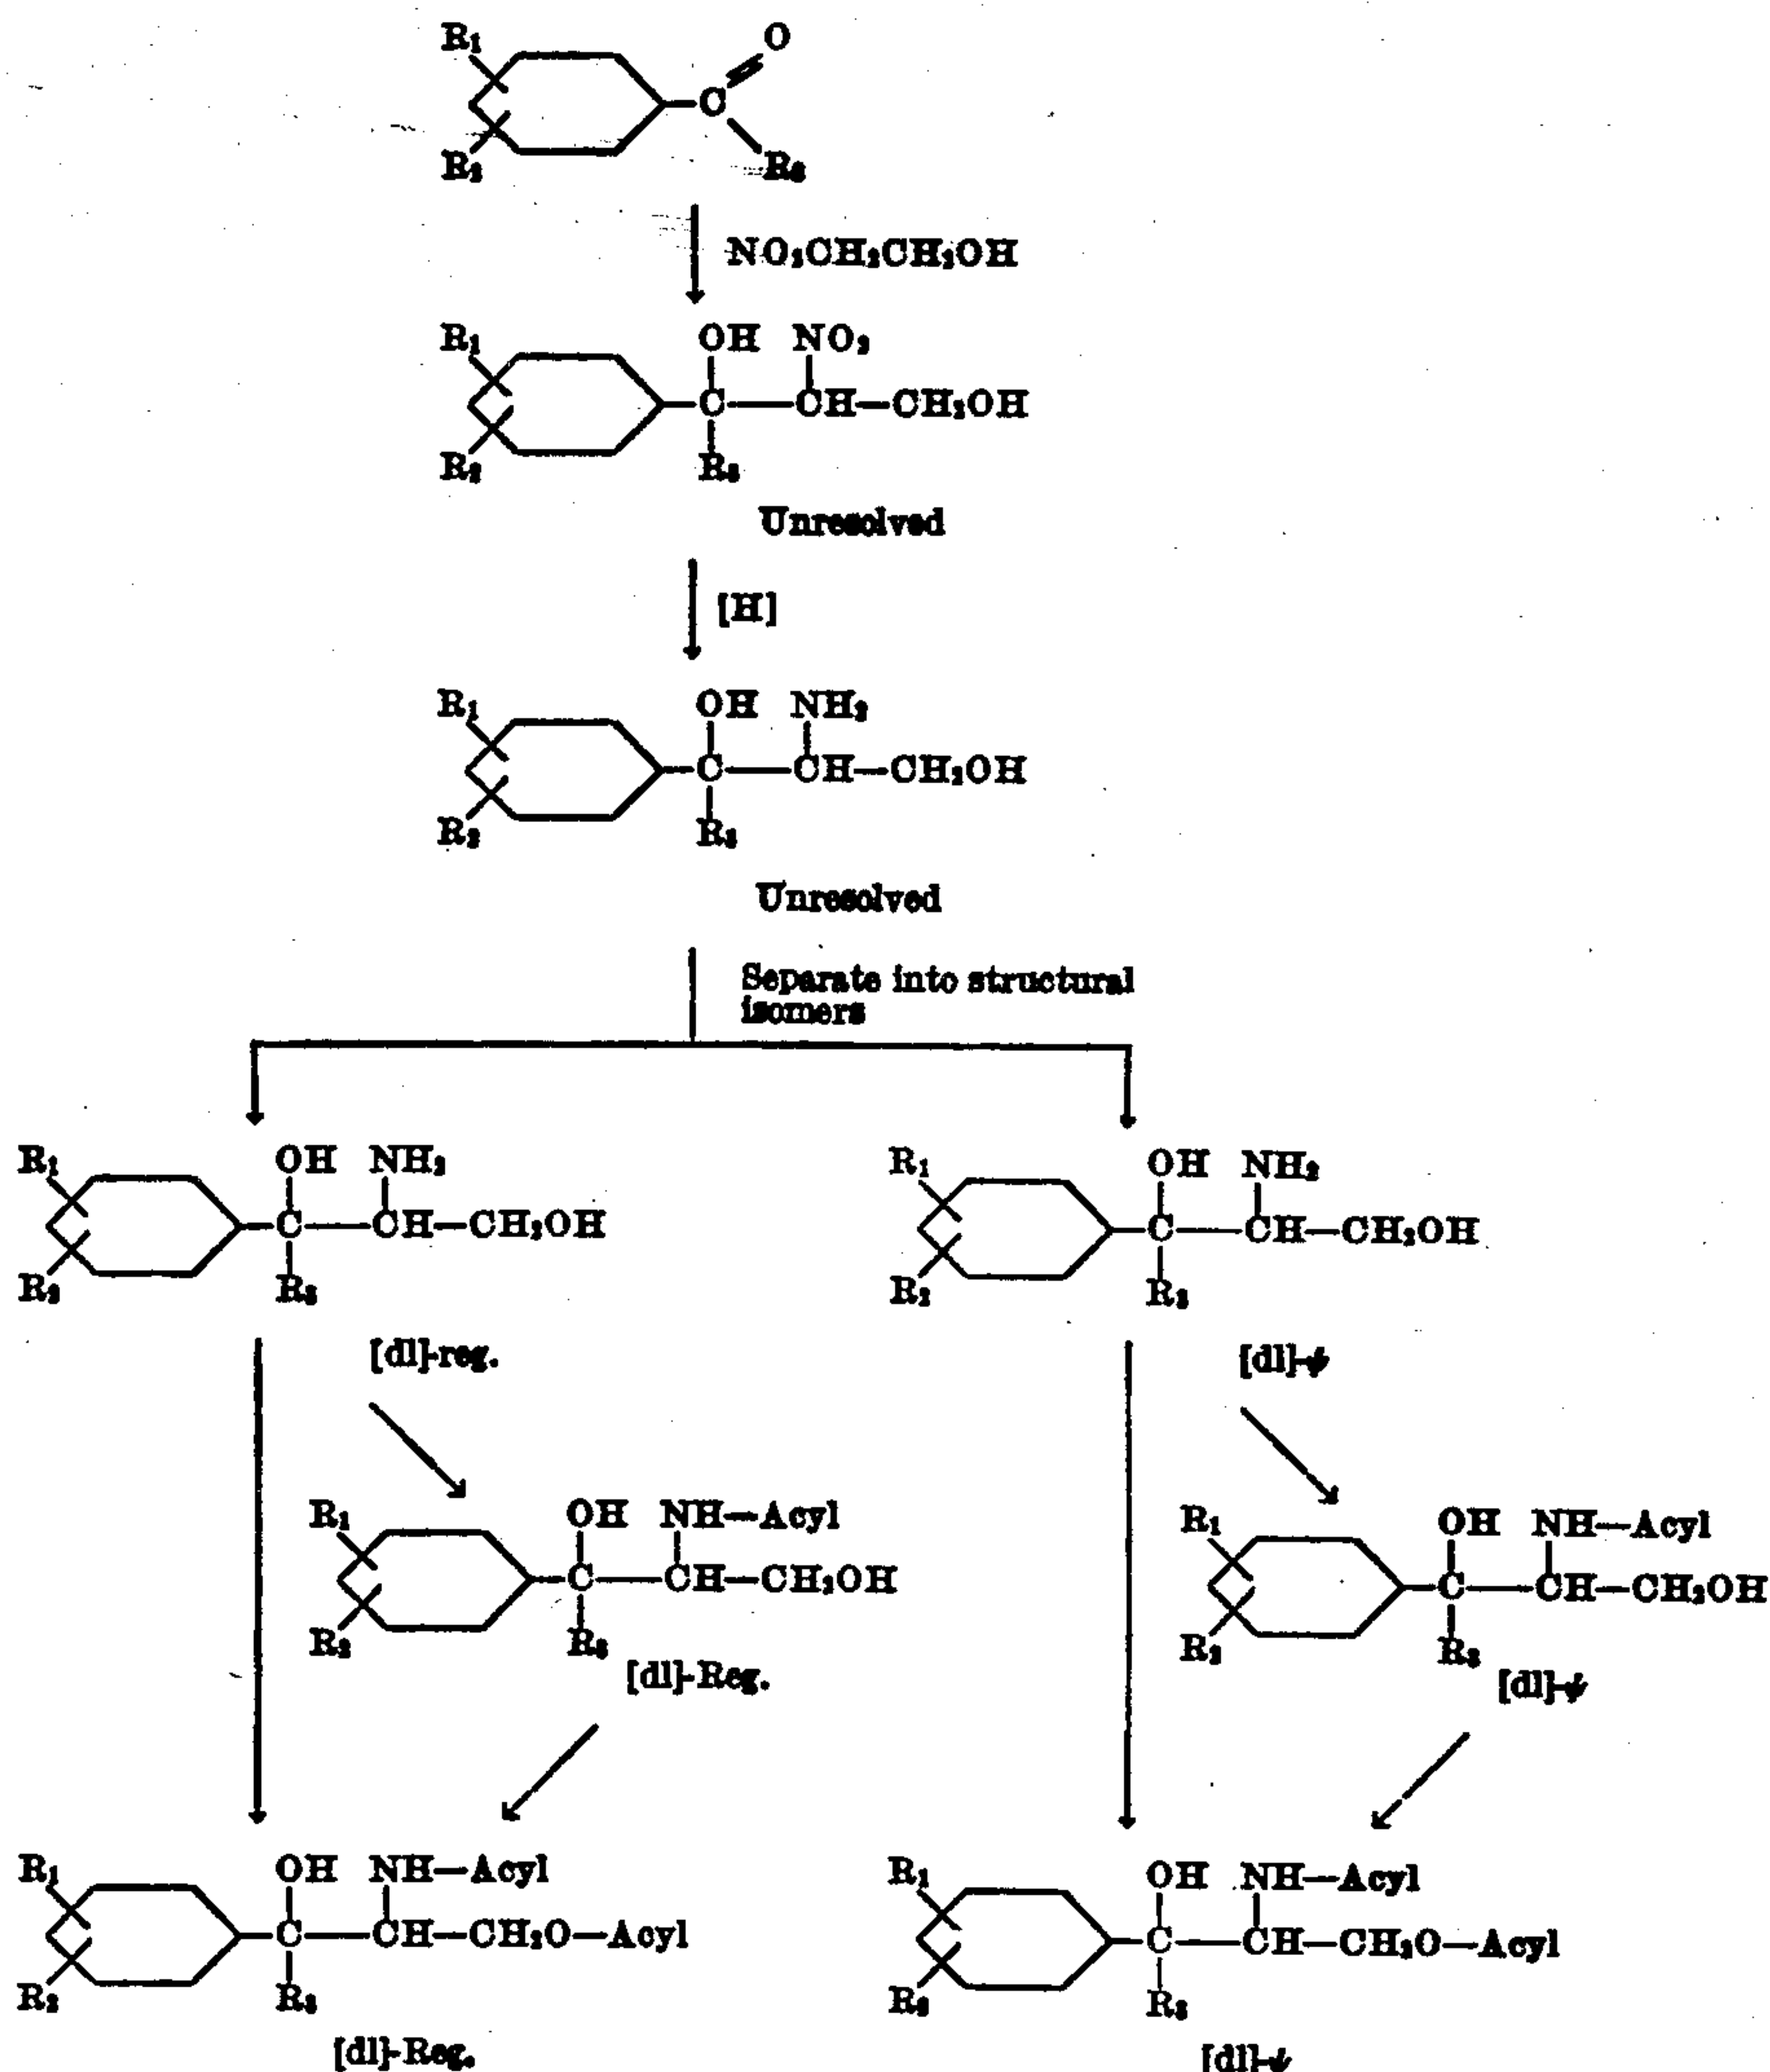 R₁
O
C
R₂
R₃
NO₂CH₂CH₂OH
R₁
OH NO₂
C—CH—CH₂OH
R₂
R₃
Unresolved
[H]
R₁
OH NH₂
C—CH—CH₂OH
R₂
R₃
Unresolved
Separate into structural
isomers
R₁ OH NH₂
C—CH—CH₂OH
R₂ R₃
[dl]-reg.
R₁ OH NH₂
C—CH—CH₂OH
R₂ R₃
[dl]-ψ
R₁ OH NH—Acyl
C—CH—CH₂OH
R₂ R₃
[dl]-Reg.
R₁ OH NH—Acyl
C—CH—CH₂OH
R₂ R₃
[dl]-ψ
R₁ OH NH—Acyl
C—CH—CH₂O—Acyl
R₂ R₃
[dl]-Reg.
R₁ OH NH—Acyl
C—CH—CH₂O—Acyl
R₂ R₃
[dl]-ψ